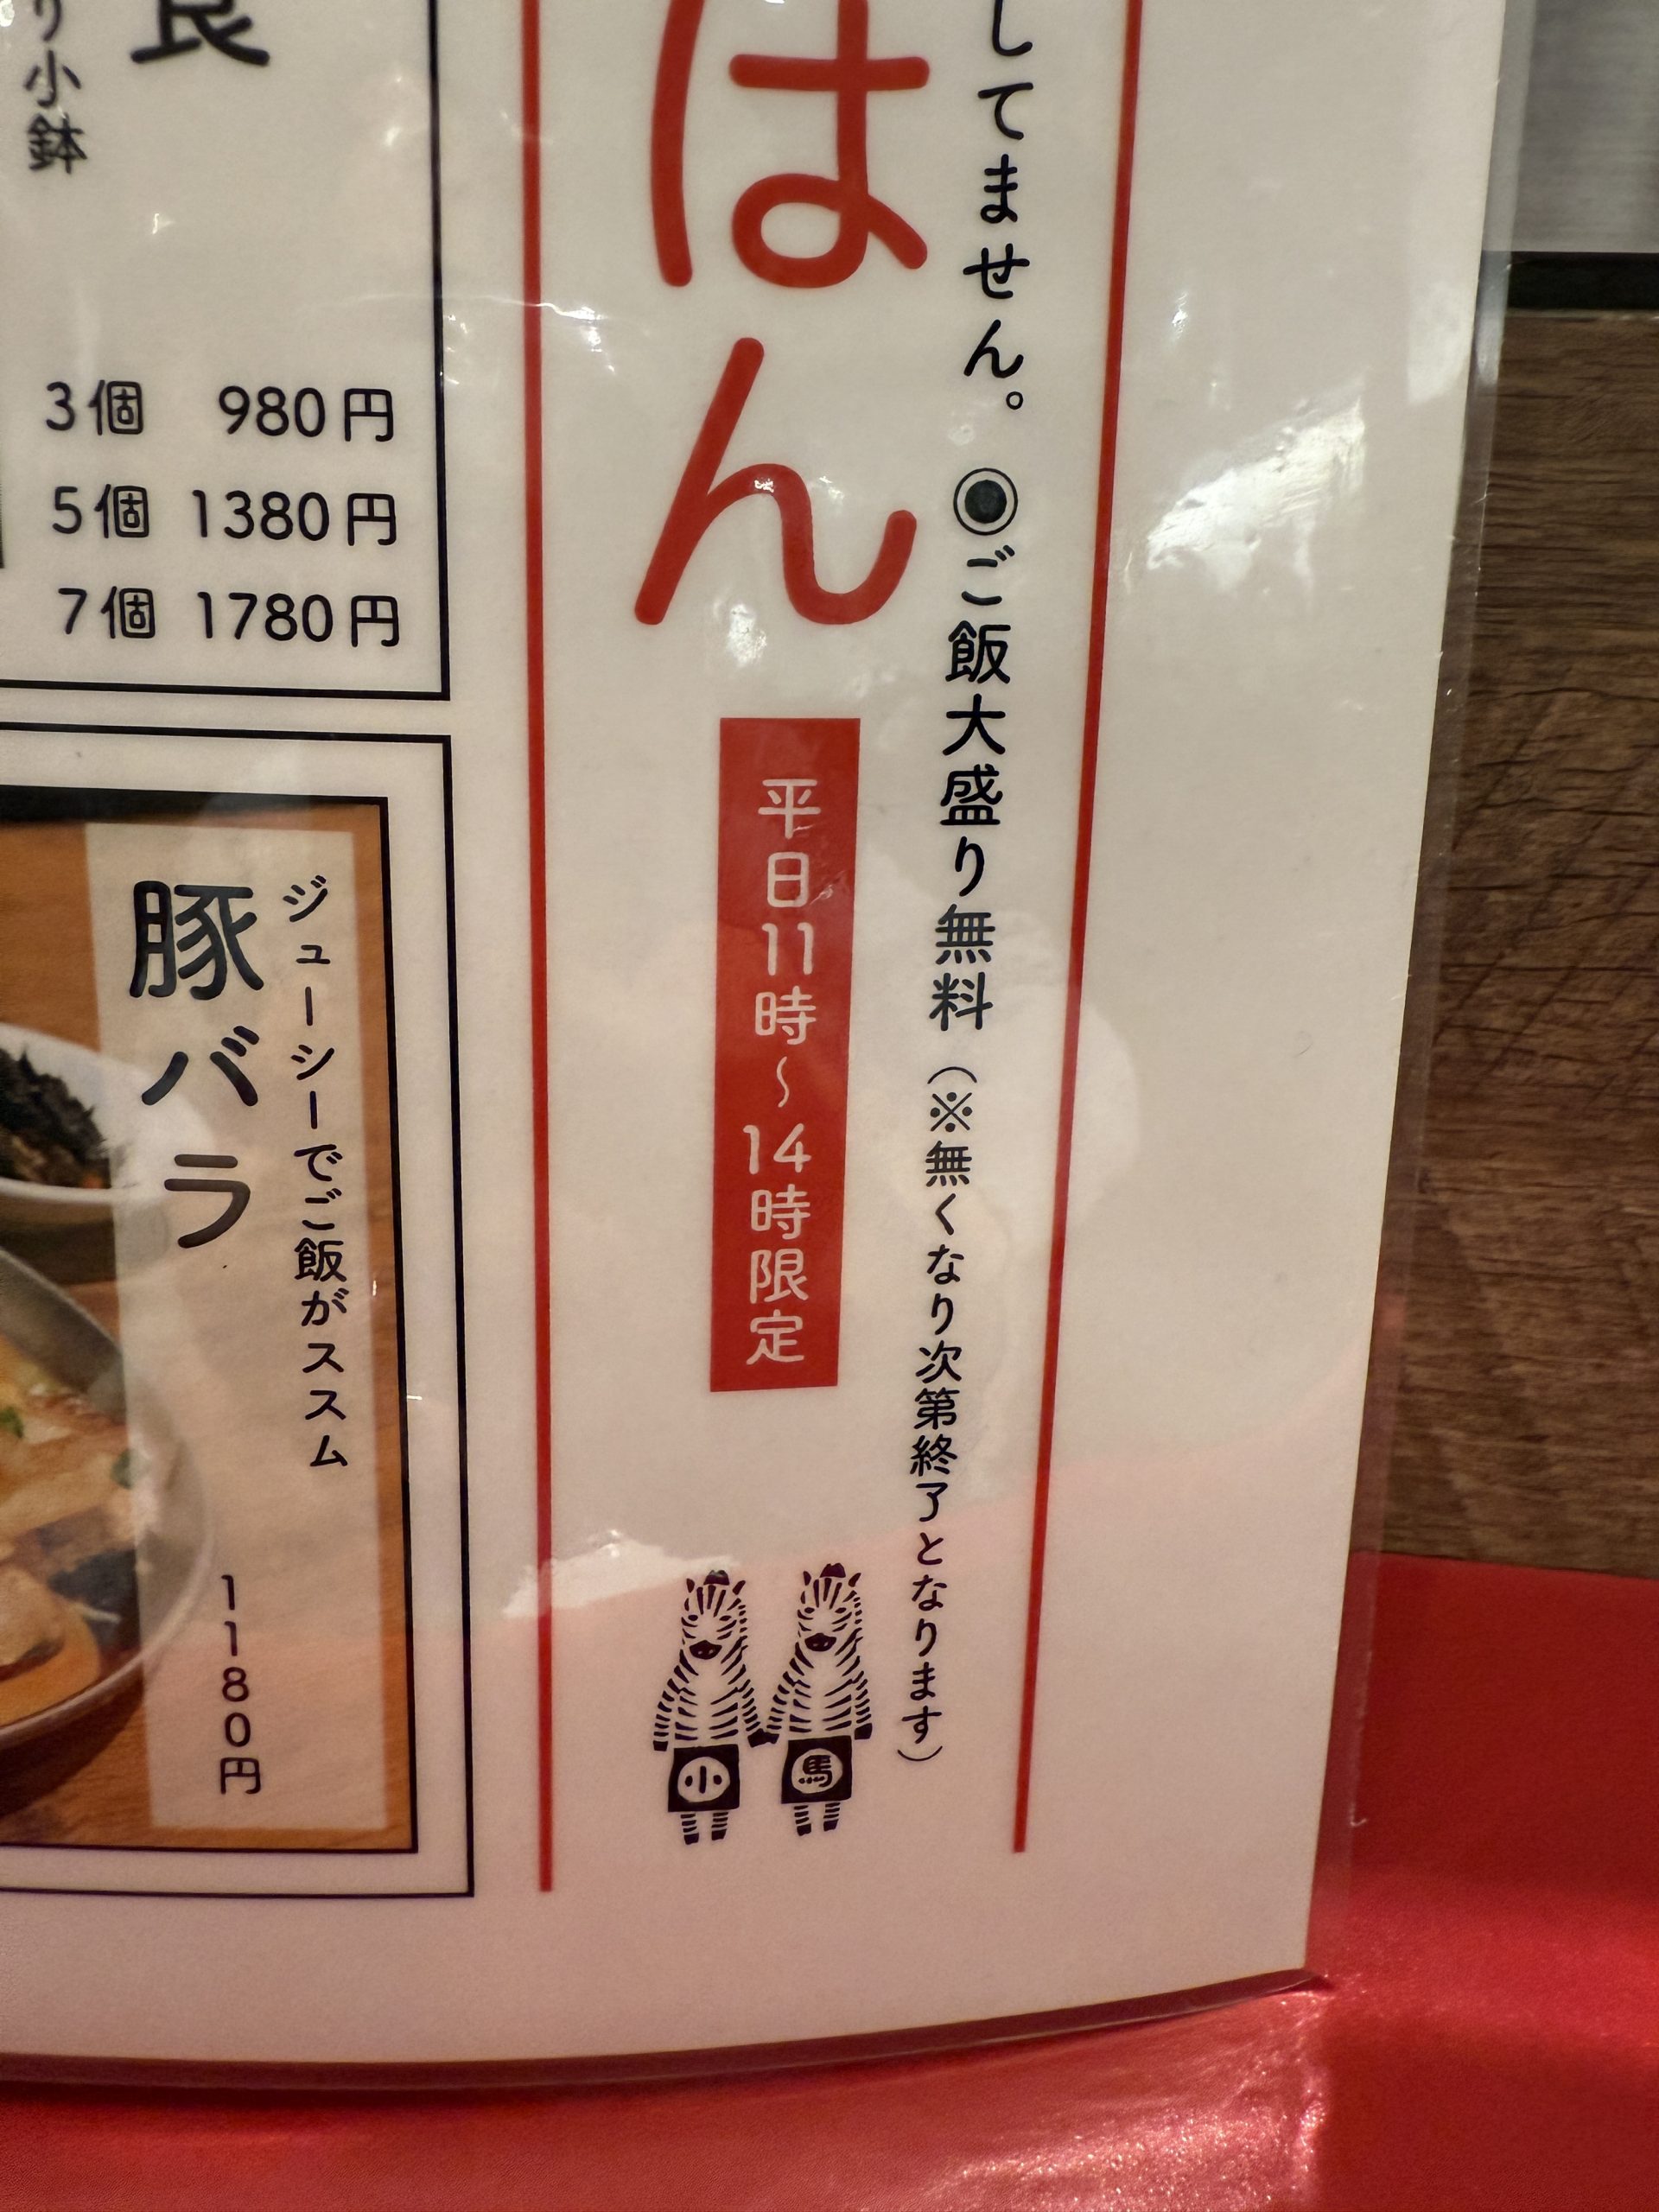 してません。 ◉ご飯大盛り無料（※無くなり次第終了となります）
はん
平日11時〜14時限定
小
馬
り小鉢
3個 980円
5個 1380円
7個 1780円
ジューシーでご飯がススム
豚バラ
1180円